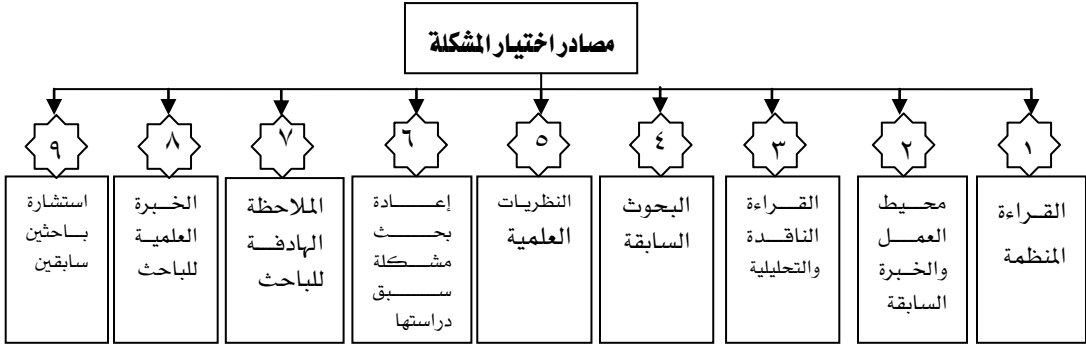 مصادر اختيار المشكلة
١
القراءة
المنظمة
٢
محيط
العمل
والخبرة
السابقة
٣
القراءة
الناقدة
والتحليلية
٤
البحوث
السابقة
٥
النظريات
العلمية
٦
إعادة
بحث
مشكلة
سبق
دراستها
٧
الملاحظة
الهادفة
للباحث
٨
الخبرة
العلمية
للباحث
٩
استشارة
باحثين
سابقين